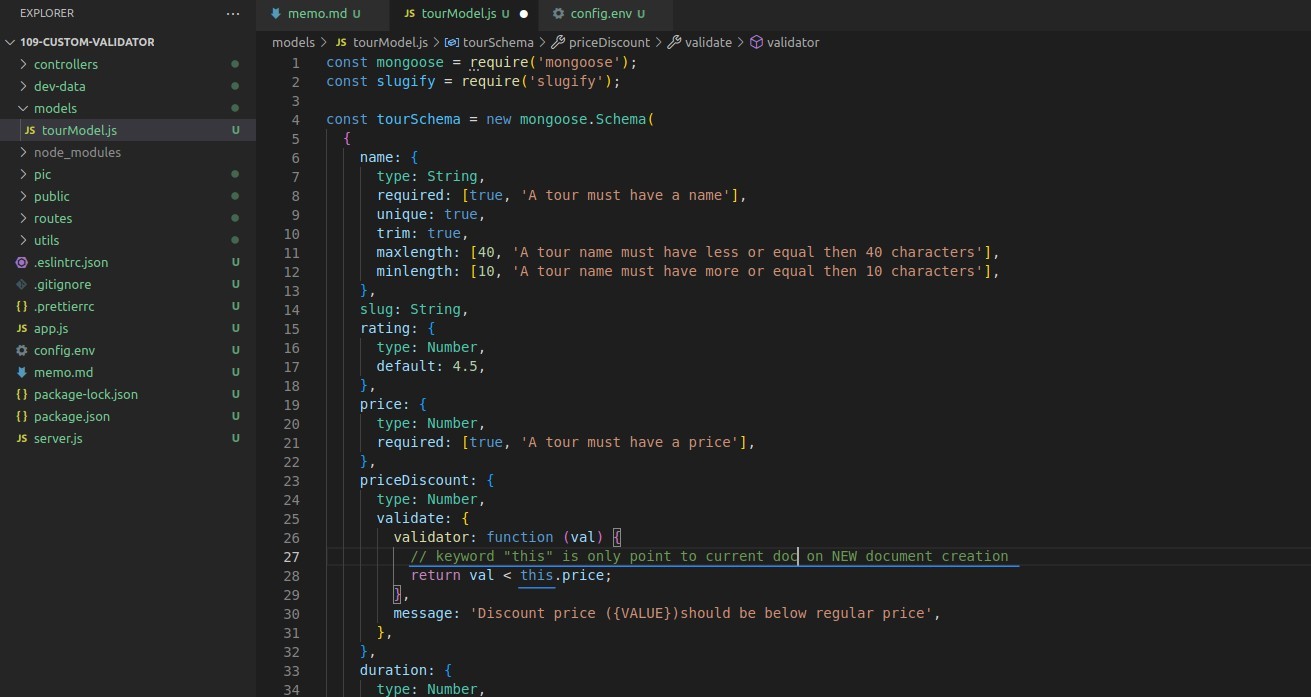 EXPLORER ...
109-CUSTOM-VALIDATOR
controllers
dev-data
models
JS tourModel.js U
node_modules
pic
public
routes
utils
.eslintrc.json U
.gitignore U
{} .prettierrc U
JS app.js U
config.env U
memo.md U
{} package-lock.json U
{} package.json U
JS server.js U
memo.md U JS tourModel.js U config.env U
models > JS tourModel.js > tourSchema > priceDiscount > validate > validator
1 const mongoose = require('mongoose');
2 const slugify = require('slugify');
3
4 const tourSchema = new mongoose.Schema(
5 {
6 name: {
7 type: String,
8 required: [true, 'A tour must have a name'],
9 unique: true,
10 trim: true,
11 maxlength: [40, 'A tour name must have less or equal then 40 characters'],
12 minlength: [10, 'A tour name must have more or equal then 10 characters'],
13 },
14 slug: String,
15 rating: {
16 type: Number,
17 default: 4.5,
18 },
19 price: {
20 type: Number,
21 required: [true, 'A tour must have a price'],
22 },
23 priceDiscount: {
24 type: Number,
25 validate: {
26 validator: function (val) {
27 // keyword "this" is only point to current doc on NEW document creation
28 return val < this.price;
29 },
30 message: 'Discount price ({VALUE})should be below regular price',
31 },
32 },
33 duration: {
34 type: Number,